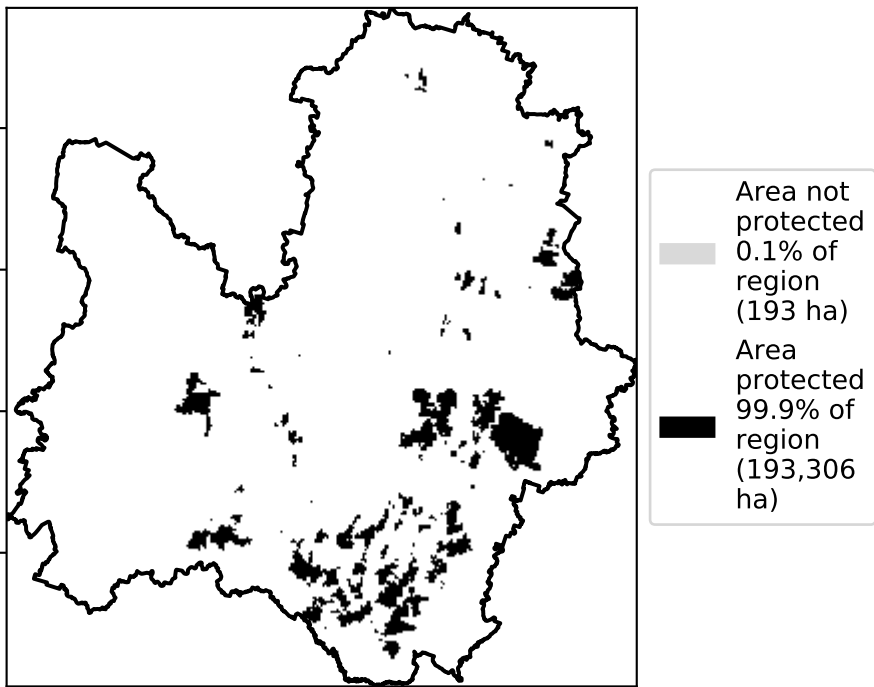 Area not
protected
0.1% of
region
(193 ha)
Area
protected
99.9% of
region
(193,306
ha)